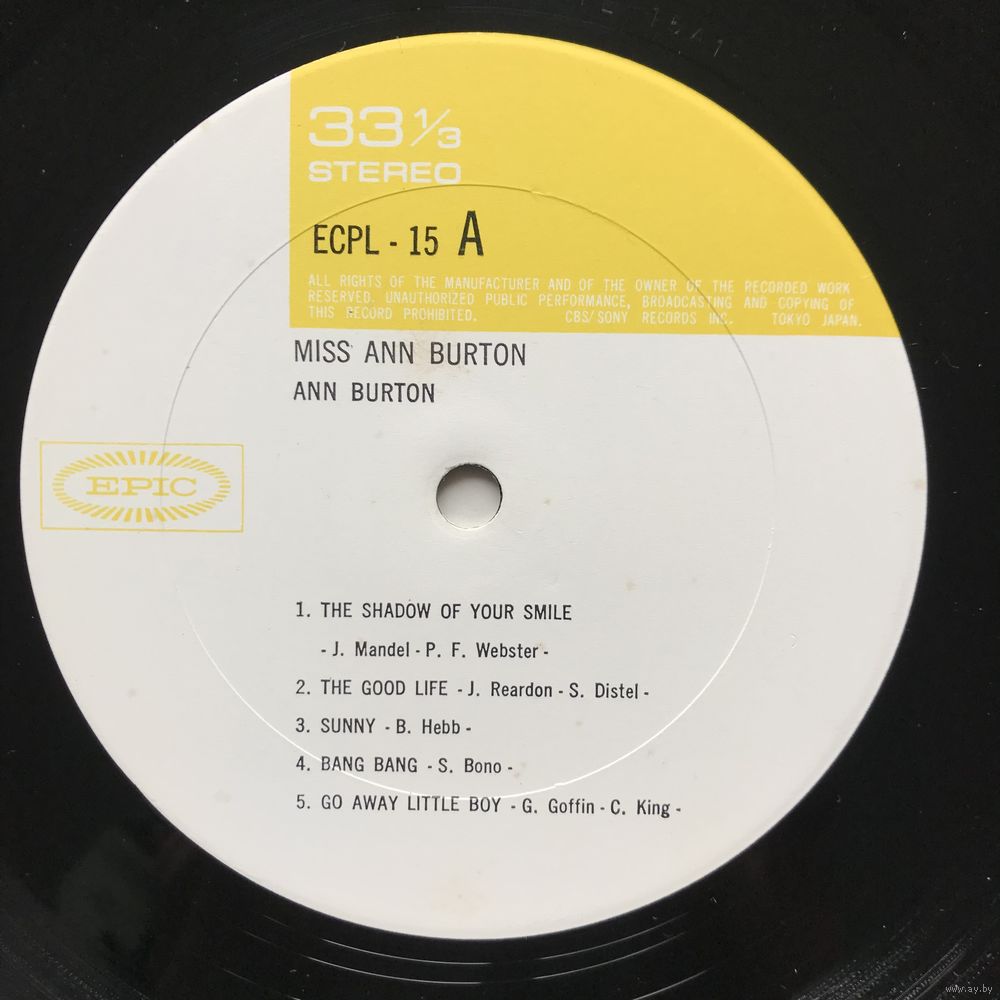 33 1/3
STEREO
ECPL - 15 A
ALL RIGHTS OF THE MANUFACTURER AND OF THE OWNER OF THE RECORDED WORK
RESERVED. UNAUTHORIZED PUBLIC PERFORMANCE, BROADCASTING AND COPYING OF
THIS RECORD PROHIBITED. CBS/SONY RECORDS INC. TOKYO JAPAN.
MISS ANN BURTON
ANN BURTON
EPIC
1. THE SHADOW OF YOUR SMILE
- J. Mandel - P. F. Webster -
2. THE GOOD LIFE - J. Reardon - S. Distel -
3. SUNNY - B. Hebb -
4. BANG BANG - S. Bono -
5. GO AWAY LITTLE BOY - G. Goffin - C. King -
www.ay.by